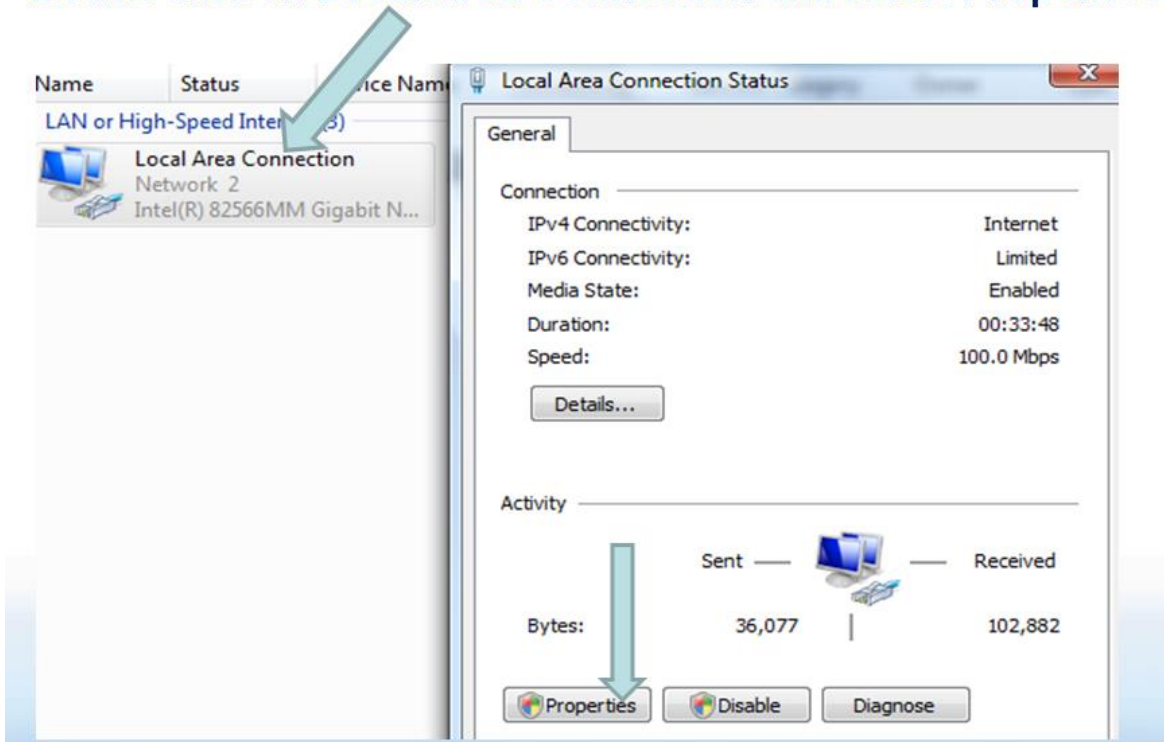 Name Status
Local Area Connection Status
LAN or High-Speed
General
Local Area Connection
Network 2
Intel(R) 82566MM Gigabit N...
Connection
IPv4 Connectivity: Internet
IPv6 Connectivity: Limited
Media State: Enabled
Duration: 00:33:48
Speed: 100.0 Mbps
Details...
Activity
Sent Received
Bytes: 36,077 102,882
Properties Disable Diagnose